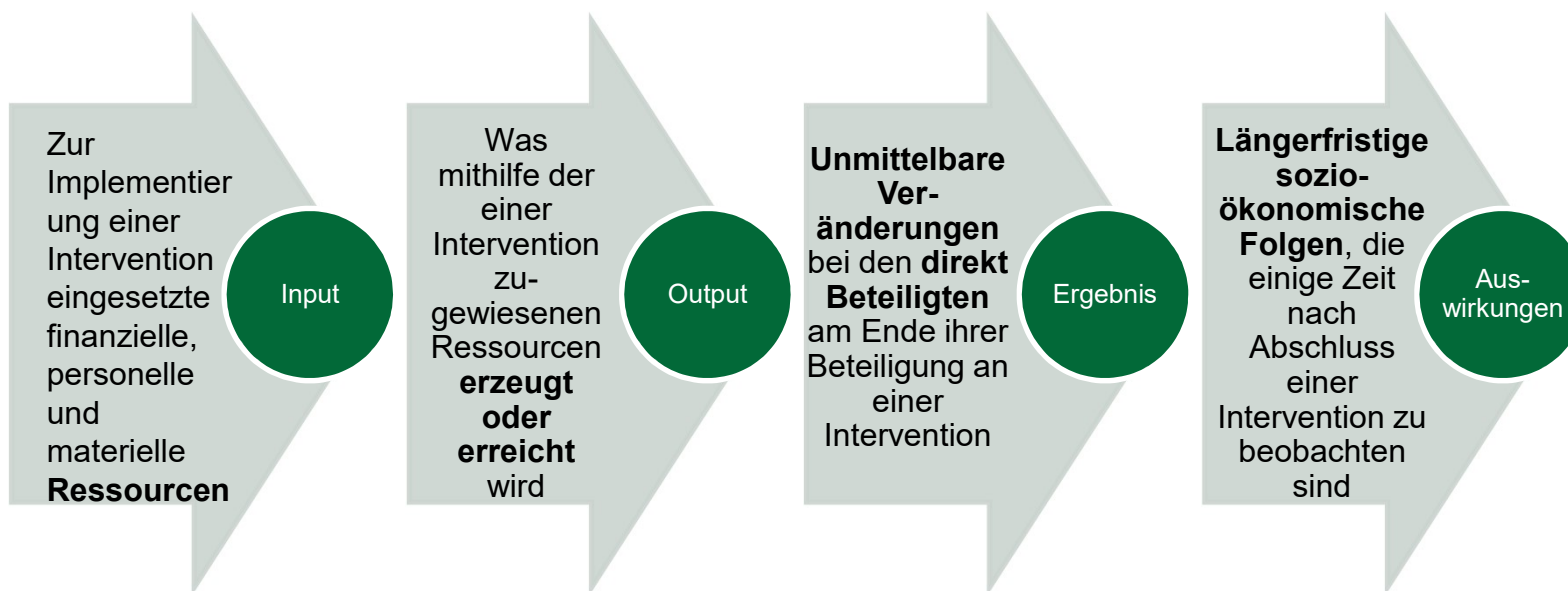 Zur
Implementier
ung einer
Intervention
eingesetzte
finanzielle,
personelle
und
materielle
Ressourcen
Input
Was
mithilfe der
einer
Intervention
zu-
gewiesenen
Ressourcen
erzeugt
oder
erreicht
wird
Output
Unmittelbare
Ver-
änderungen
bei den direkt
Beteiligten
am Ende ihrer
Beteiligung an
einer
Intervention
Ergebnis
Längerfristige
sozio-
ökonomische
Folgen, die
einige Zeit
nach
Abschluss
einer
Intervention zu
beobachten
sind
Aus-
wirkungen